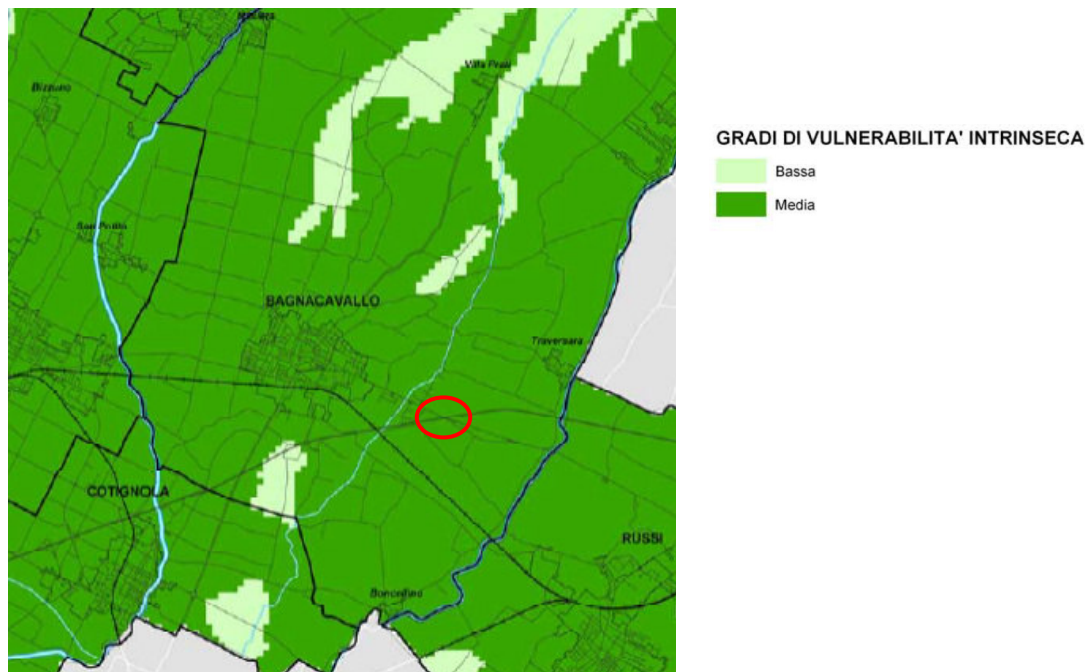 Bizzuno
Villa Prati
San Potito
BAGNACAVALLO
Traversara
COTIGNOLA
RUSSI
Boncellino
GRADI DI VULNERABILITA' INTRINSECA
Bassa
Media